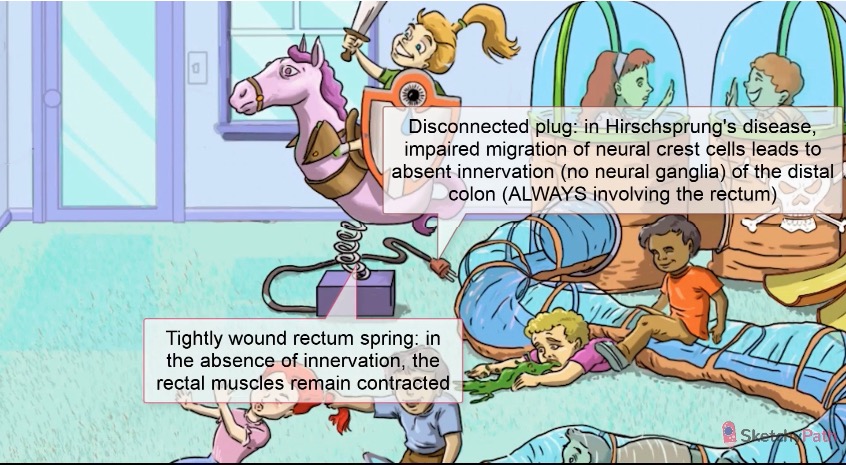 Disconnected plug: in Hirschsprung's disease,
impaired migration of neural crest cells leads to
absent innervation (no neural ganglia) of the distal
colon (ALWAYS involving the rectum)
Tightly wound rectum spring: in
the absence of innervation, the
rectal muscles remain contracted
SketchyPath